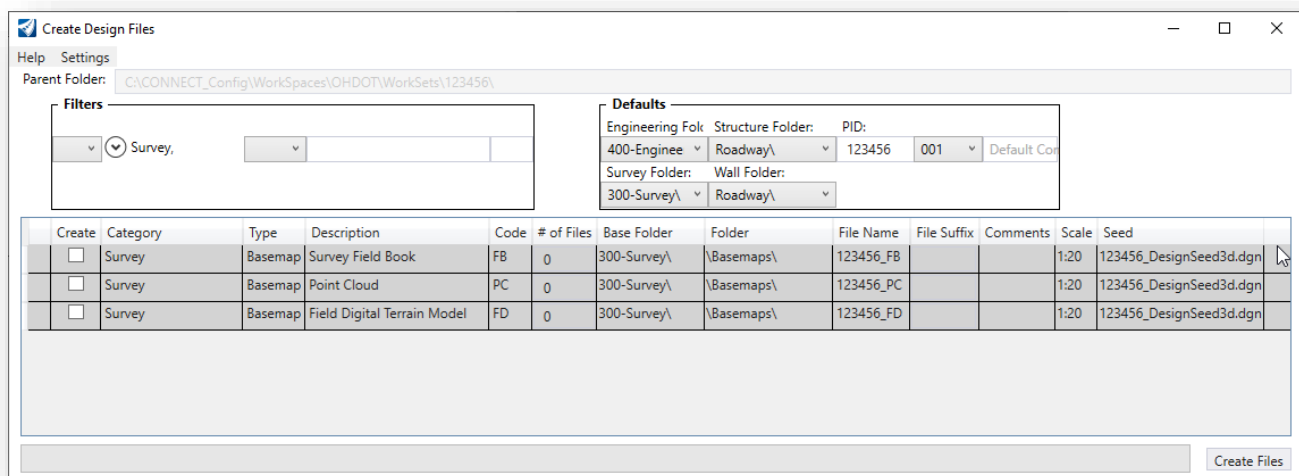 Create Design Files
Help Settings
Parent Folder: C:\CONNECT_Config\WorkSpaces\OHDOT\WorkSets\123456\
Filters
Survey,
Defaults
Engineering Folc Structure Folder: PID:
400-Enginee Roadway\ 123456 001 Default Cor
Survey Folder: Wall Folder:
300-Survey\ Roadway\
Create Category Type Description Code # of Files Base Folder Folder File Name File Suffix Comments Scale Seed
Survey Basemap Survey Field Book FB 0 300-Survey\ \Basemaps\ 123456_FB 1:20 123456_DesignSeed3d.dgn
Survey Basemap Point Cloud PC 0 300-Survey\ \Basemaps\ 123456_PC 1:20 123456_DesignSeed3d.dgn
Survey Basemap Field Digital Terrain Model FD 0 300-Survey\ \Basemaps\ 123456_FD 1:20 123456_DesignSeed3d.dgn
Create Files